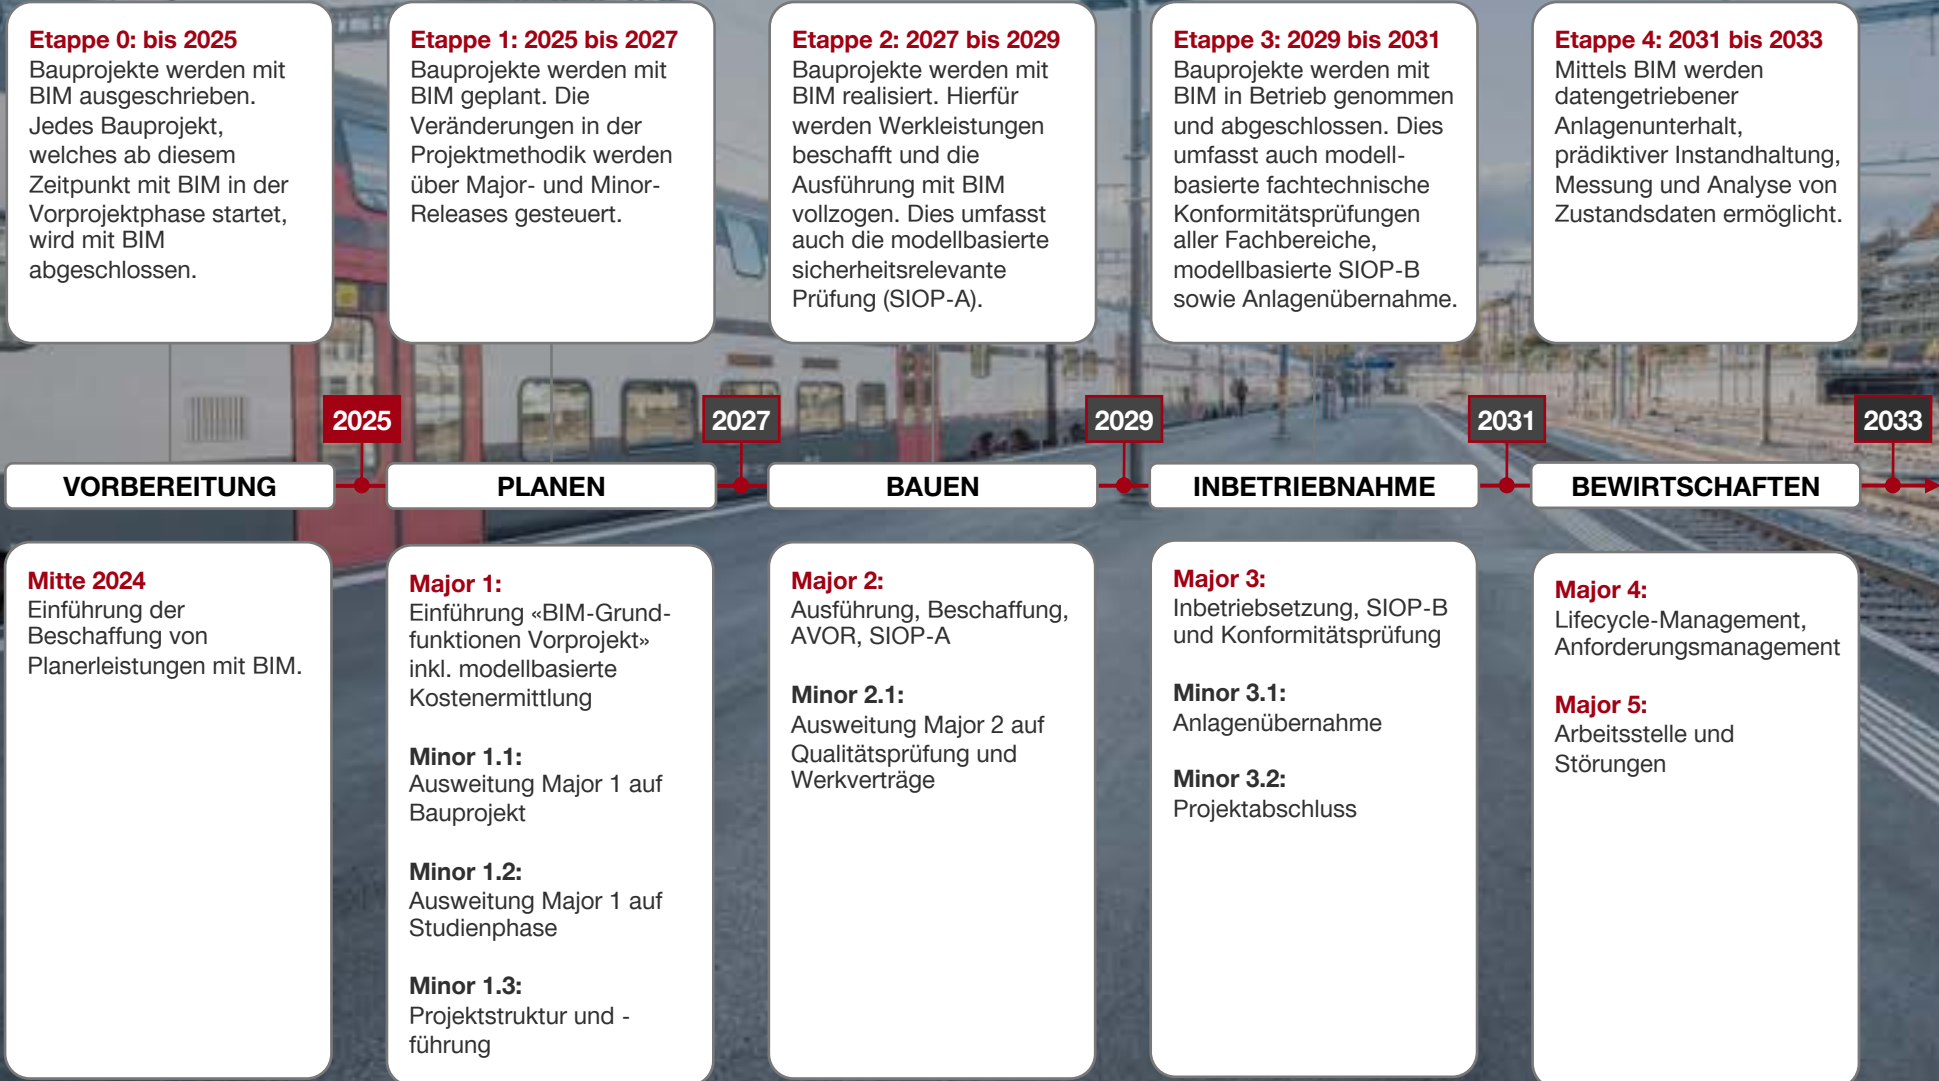 Etappe 0: bis 2025
Bauprojekte werden mit
BIM ausgeschrieben.
Jedes Bauprojekt,
welches ab diesem
Zeitpunkt mit BIM in der
Vorprojektphase startet,
wird mit BIM
abgeschlossen.
Etappe 1: 2025 bis 2027
Bauprojekte werden mit
BIM geplant. Die
Veränderungen in der
Projektmethodik werden
über Major- und Minor-
Releases gesteuert.
Etappe 2: 2027 bis 2029
Bauprojekte werden mit
BIM realisiert. Hierfür
werden Werkleistungen
beschafft und die
Ausführung mit BIM
vollzogen. Dies umfasst
auch die modellbasierte
sicherheitsrelevante
Prüfung (SIOP-A).
Etappe 3: 2029 bis 2031
Bauprojekte werden mit
BIM in Betrieb genommen
und abgeschlossen. Dies
umfasst auch modell-
basierte fachtechnische
Konformitätsprüfungen
aller Fachbereiche,
modellbasierte SIOP-B
sowie Anlagenübernahme.
Etappe 4: 2031 bis 2033
Mittels BIM werden
datengetriebener
Anlagenunterhalt,
prädiktiver Instandhaltung,
Messung und Analyse von
Zustandsdaten ermöglicht.
2025
2027
2029
2031
2033
VORBEREITUNG
PLANEN
BAUEN
INBETRIEBNAHME
BEWIRTSCHAFTEN
Mitte 2024
Einführung der
Beschaffung von
Planerleistungen mit BIM.
Major 1:
Einführung «BIM-Grund-
funktionen Vorprojekt»
inkl. modellbasierte
Kostenermittlung
Minor 1.1:
Ausweitung Major 1 auf
Bauprojekt
Minor 1.2:
Ausweitung Major 1 auf
Studienphase
Minor 1.3:
Projektstruktur und -
führung
Major 2:
Ausführung, Beschaffung,
AVOR, SIOP-A
Minor 2.1:
Ausweitung Major 2 auf
Qualitätsprüfung und
Werkverträge
Major 3:
Inbetriebsetzung, SIOP-B
und Konformitätsprüfung
Minor 3.1:
Anlagenübernahme
Minor 3.2:
Projektabschluss
Major 4:
Lifecycle-Management,
Anforderungsmanagement
Major 5:
Arbeitsstelle und
Störungen